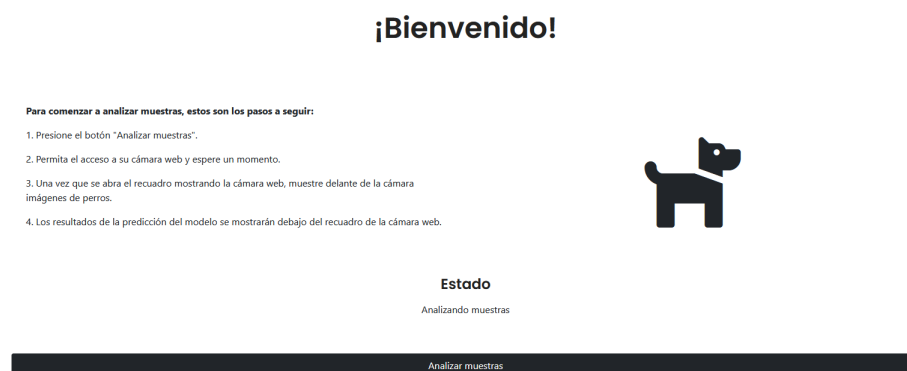 ¡Bienvenido!
Para comenzar a analizar muestras, estos son los pasos a seguir:
1. Presione el botón "Analizar muestras".
2. Permita el acceso a su cámara web y espere un momento.
3. Una vez que se abra el recuadro mostrando la cámara web, muestre delante de la cámara
imágenes de perros.
4. Los resultados de la predicción del modelo se mostrarán debajo del recuadro de la cámara web.
Estado
Analizando muestras
Analizar muestras